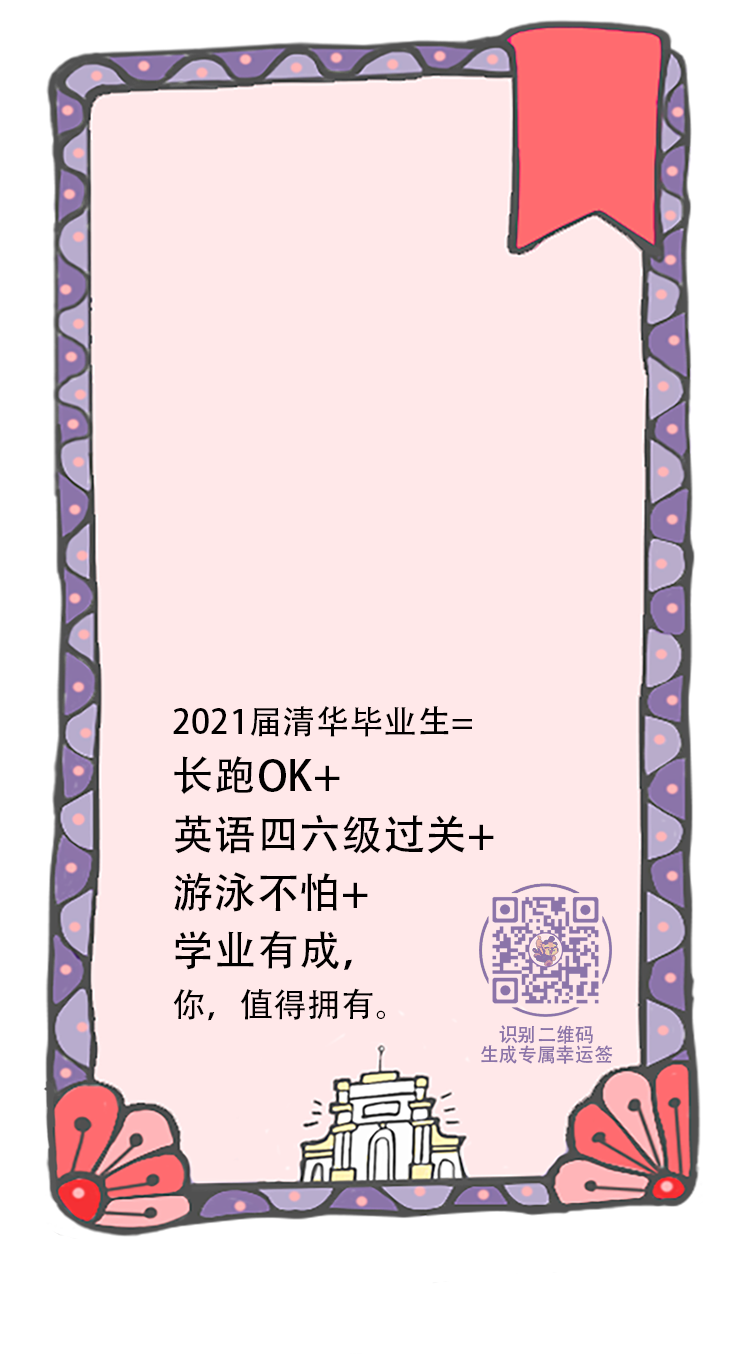 2021届清华毕业生=
长跑OK+
英语四六级过关+
游泳不怕+
学业有成,
你，值得拥有。
识别二维码
生成专属幸运签